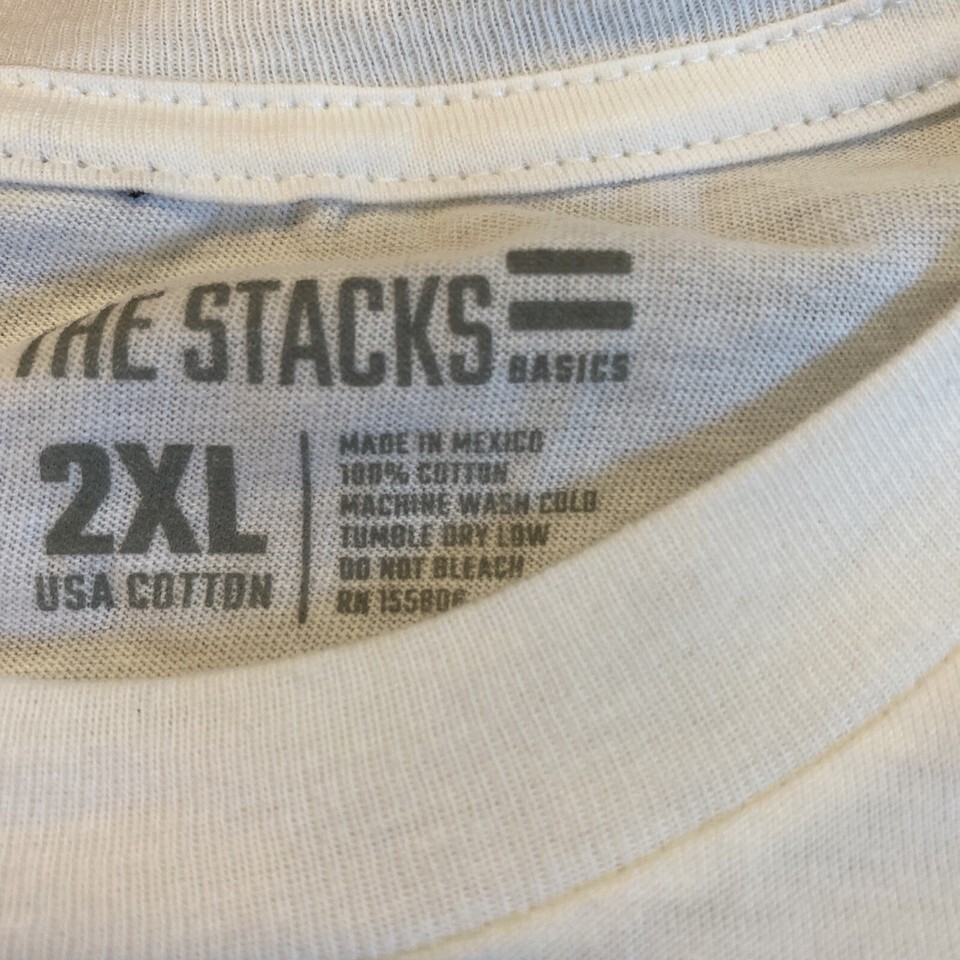 THE STACKS
BASICS
2XL
USA COTTON
MADE IN MEXICO
100% COTTON
MACHINE WASH COLD
TUMBLE DRY LOW
DO NOT BLEACH
RN 155806